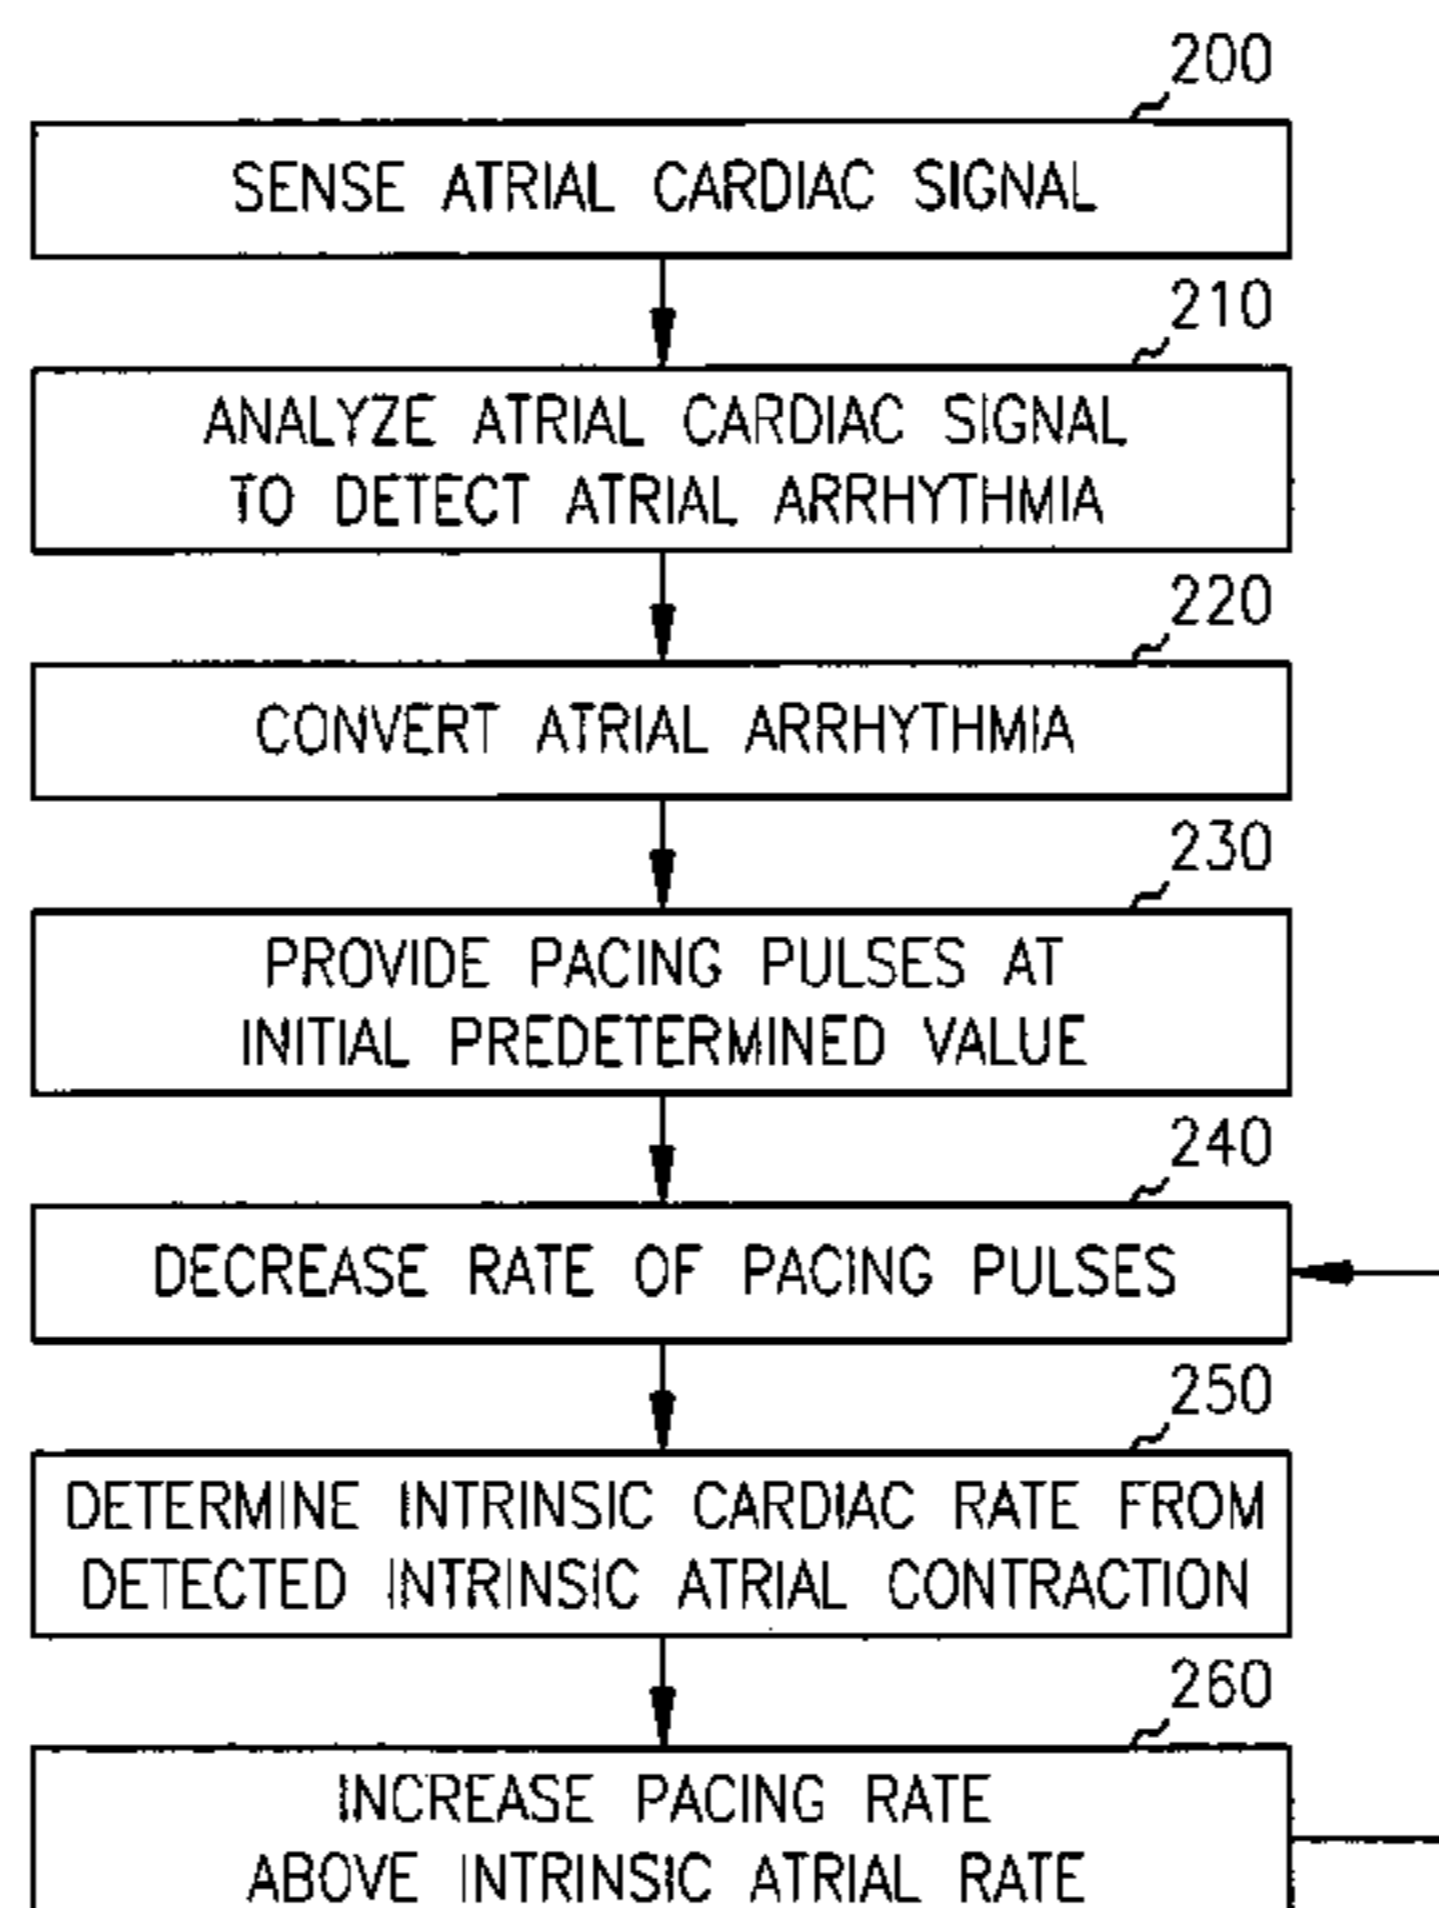 200
SENSE ATRIAL CARDIAC SIGNAL
210
ANALYZE ATRIAL CARDIAC SIGNAL
TO DETECT ATRIAL ARRHYTHMIA
220
CONVERT ATRIAL ARRHYTHMIA
230
PROVIDE PACING PULSES AT
INITIAL PREDETERMINED VALUE
240
DECREASE RATE OF PACING PULSES
250
DETERMINE INTRINSIC CARDIAC RATE FROM
DETECTED INTRINSIC ATRIAL CONTRACTION
260
INCREASE PACING RATE
ABOVE INTRINSIC ATRIAL RATE